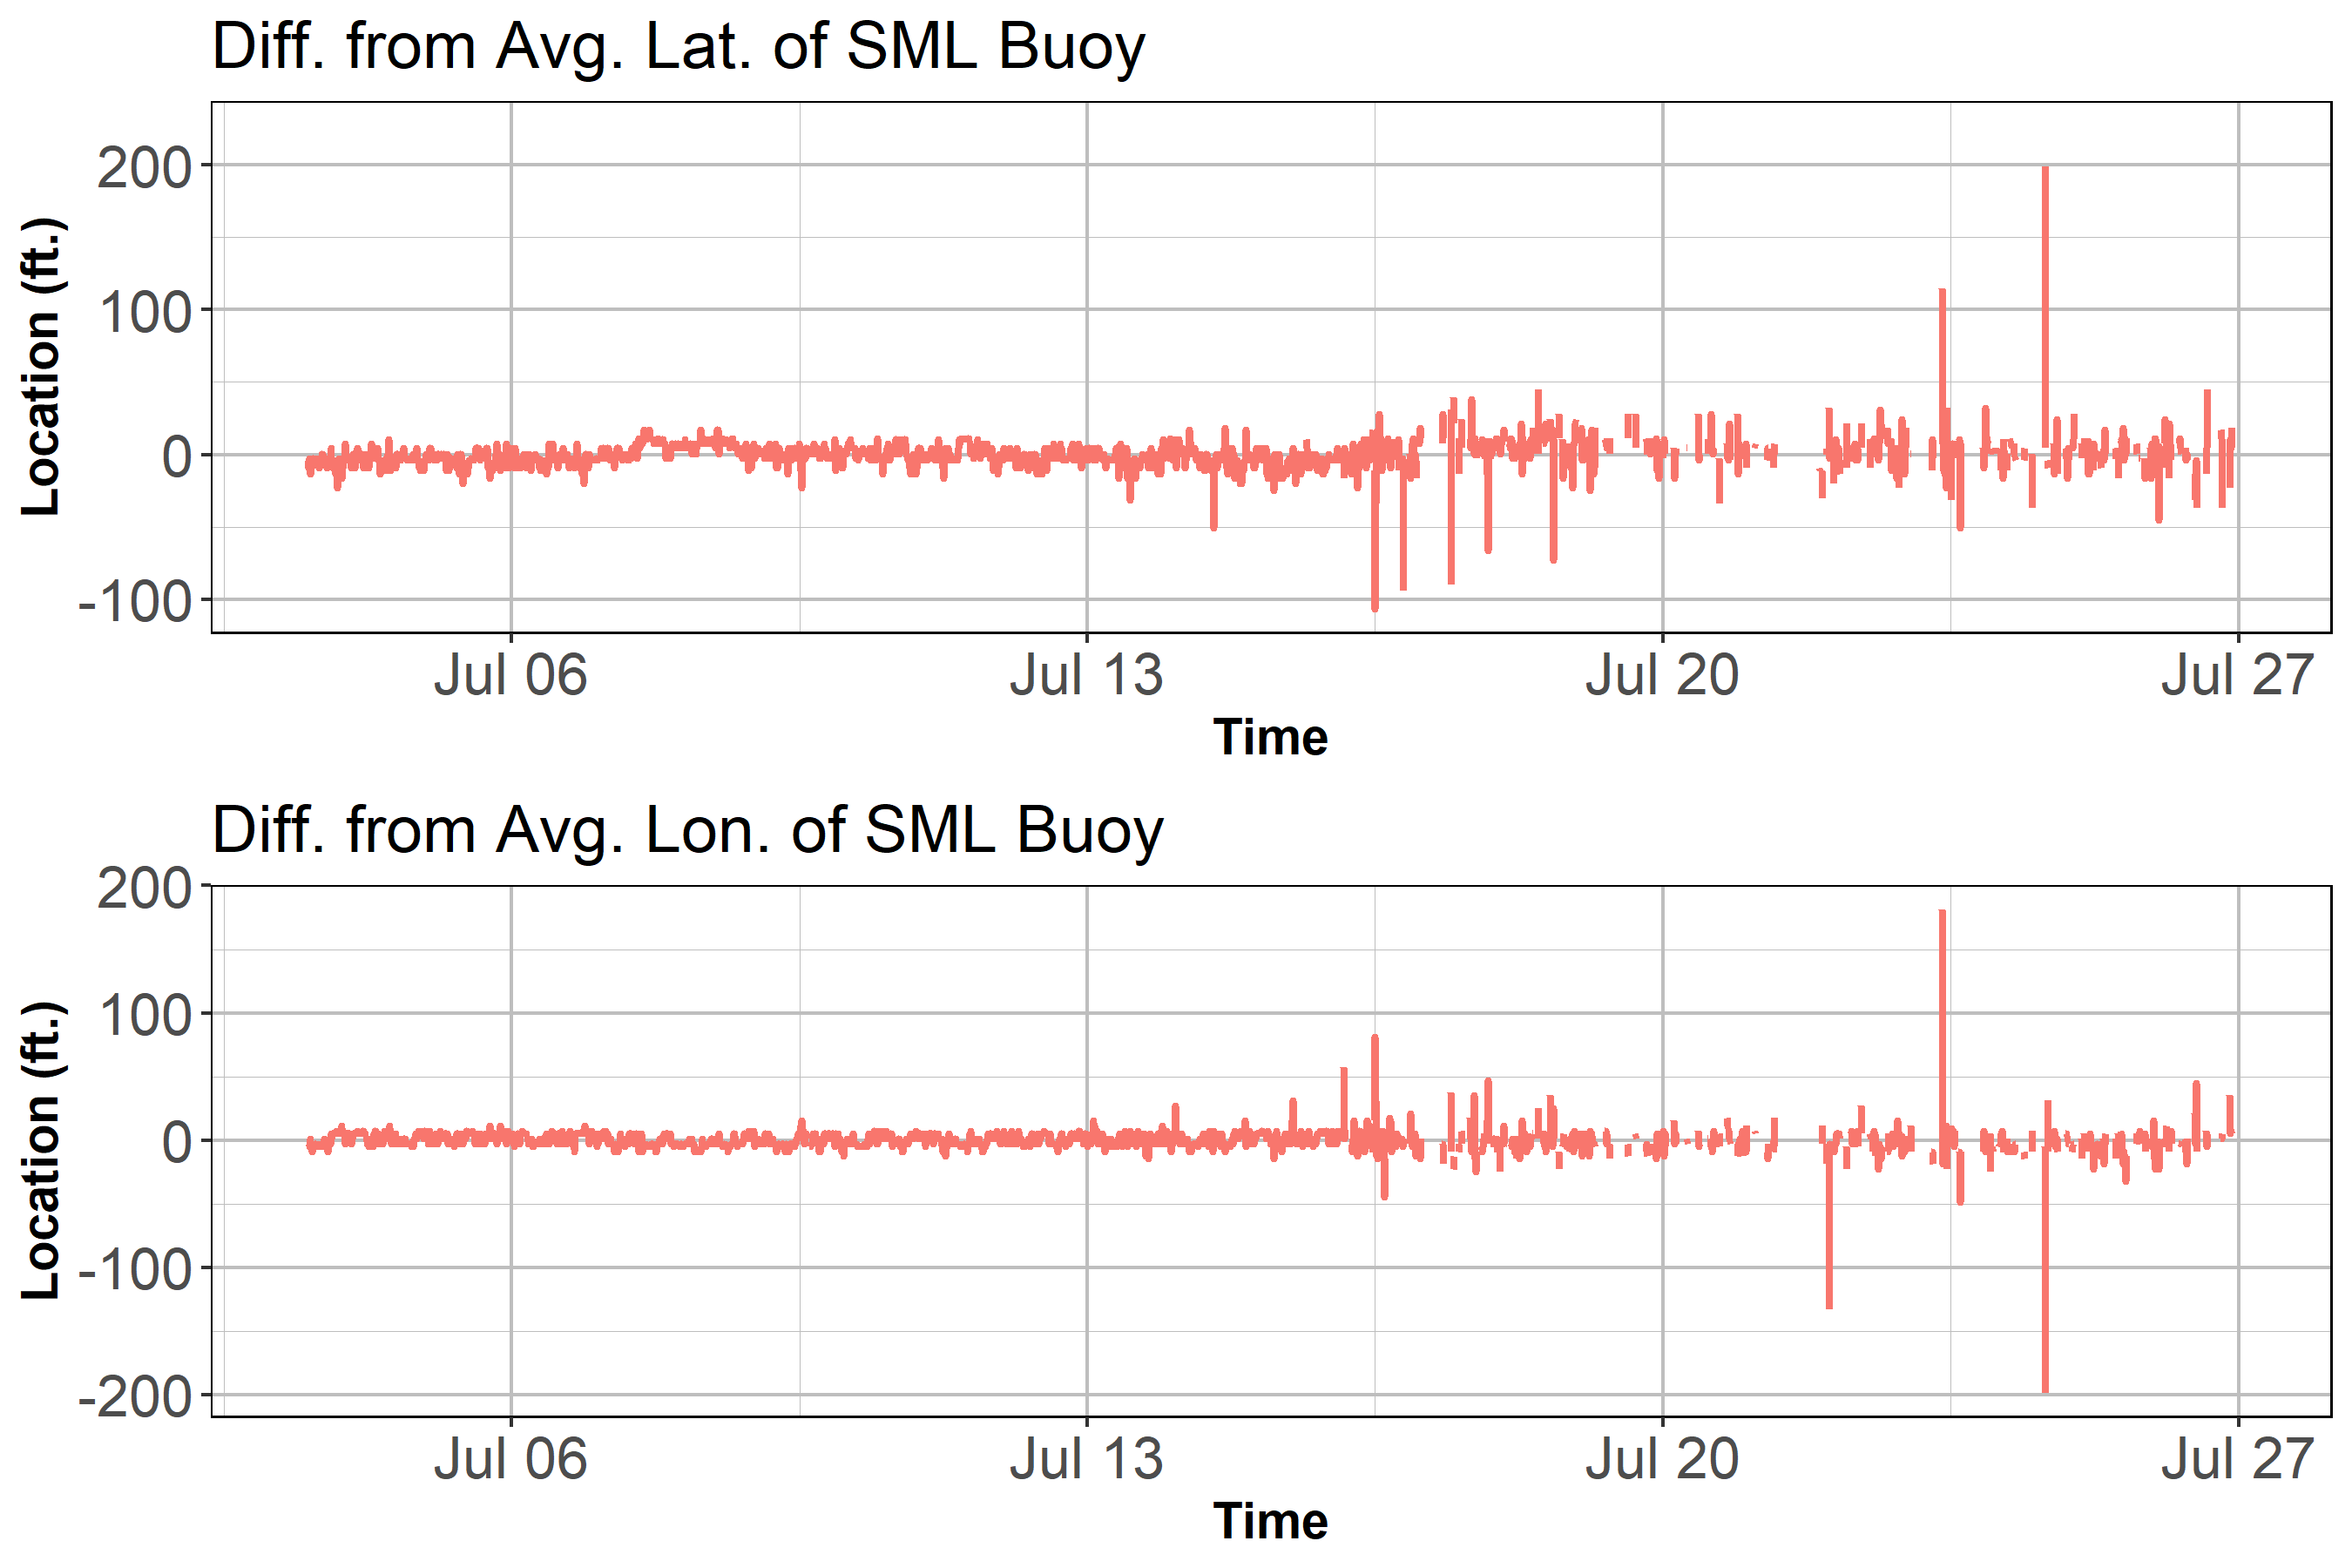 Diff. from Avg. Lat. of SML Buoy
Location (ft.)
200
100
0
-100
Jul 06 Jul 13 Jul 20 Jul 27
Time
Diff. from Avg. Lon. of SML Buoy
Location (ft.)
200
100
0
-100
-200
Jul 06 Jul 13 Jul 20 Jul 27
Time